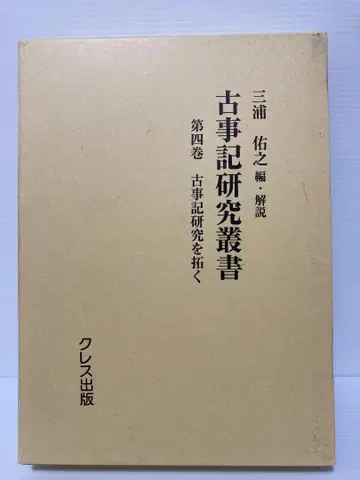 三浦 佑之 編・解説
古事記研究叢書
第四巻 古事記研究を拓く
クレス出版